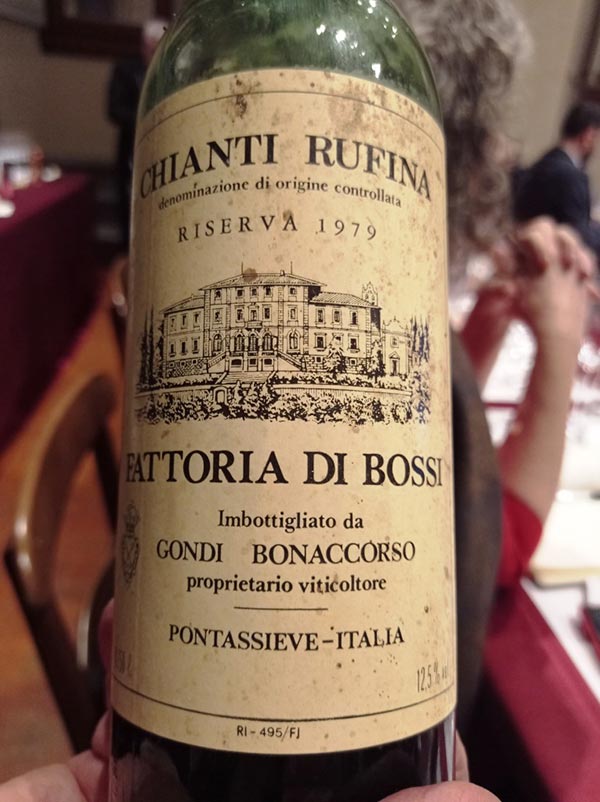 CHIANTI RUFINA
denominazione di origine controllata
RISERVA 1979
FATTORIA DI BOSSI
Imbottigliato da
GONDI BONACCORSO
proprietario viticoltore
PONTASSIEVE-ITALIA
12,5 %
RI-495/FJ